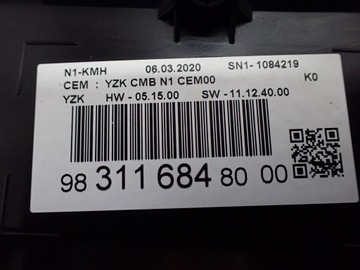 N1-KMH 06.03.2020 SN1- 1084219
CEM : YZK CMB N1 CEM00 K0
YZK HW - 05.15.00 SW - 11.12.40.00
98 311 684 80 00